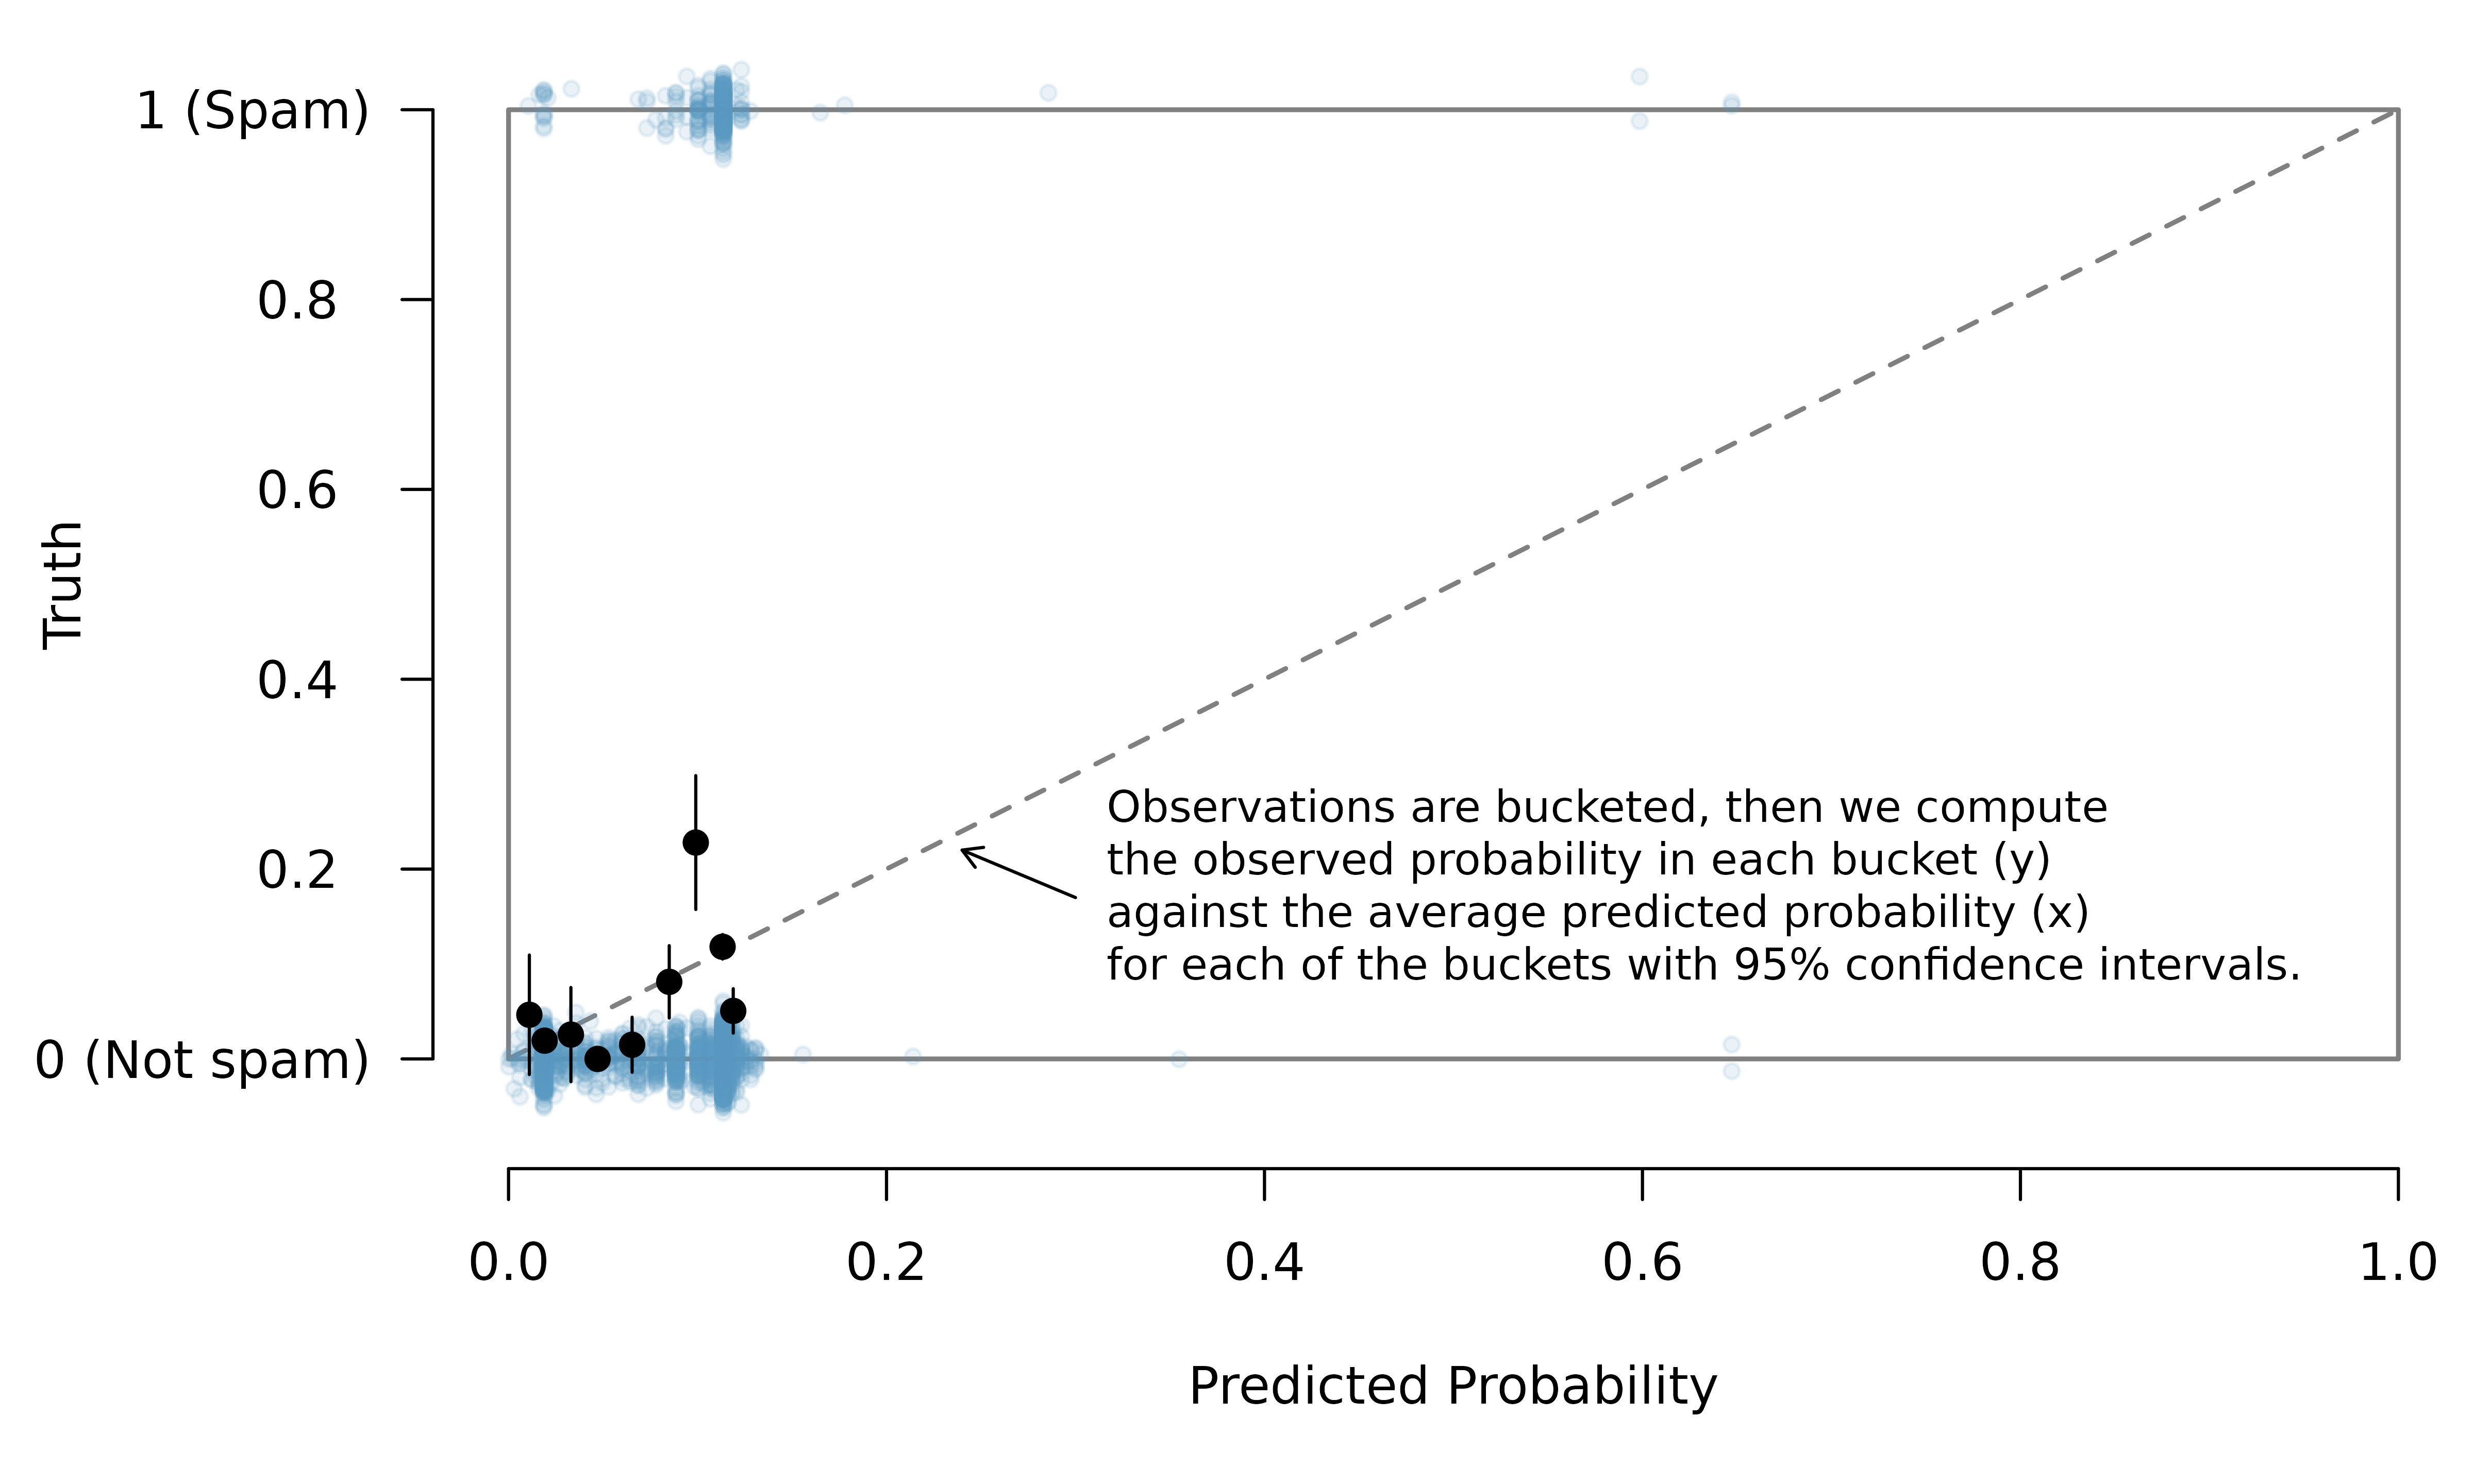 1 (Spam)
0.8
0.6
0.4
0.2
0 (Not spam)
Truth
Observations are bucketed, then we compute
the observed probability in each bucket (y)
against the average predicted probability (x)
for each of the buckets with 95% confidence intervals.
0.0 0.2 0.4 0.6 0.8 1.0
Predicted Probability